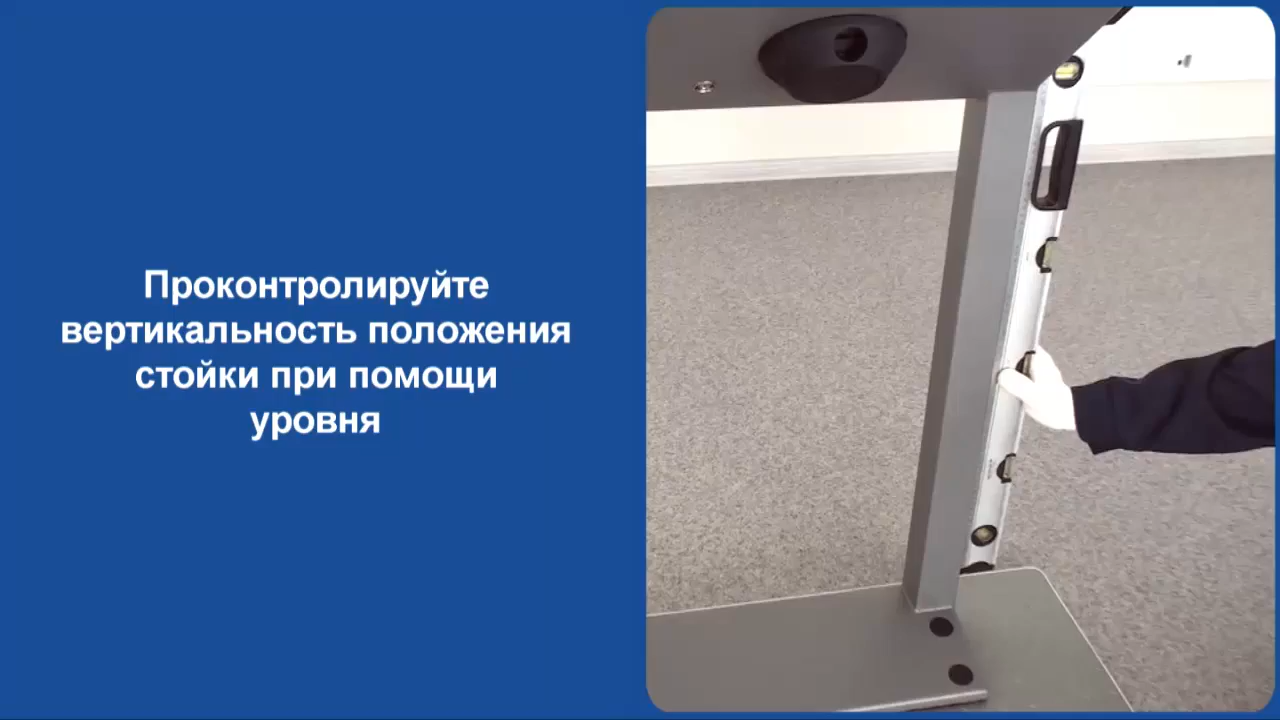 Проконтролируйте
вертикальность положения
стойки при помощи
уровня